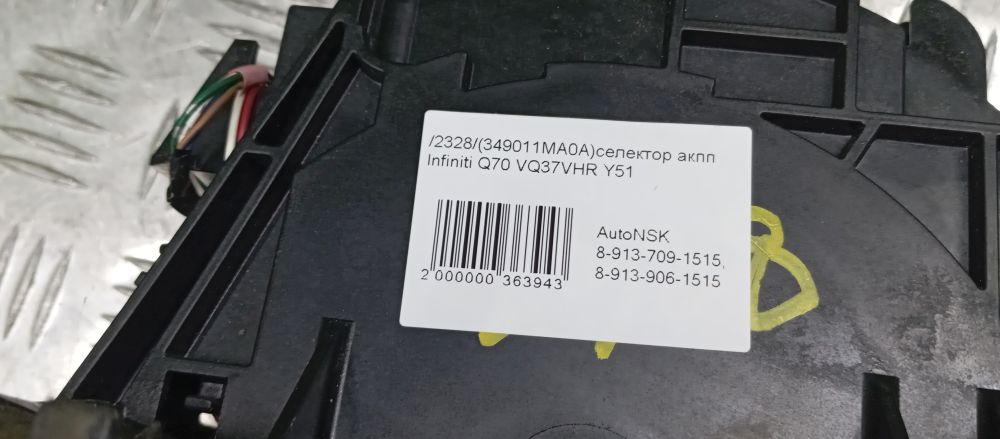 /2328/(349011MA0A)селектор акпп
Infiniti Q70 VQ37VHR Y51
AutoNSK
8-913-709-1515,
8-913-906-1515
2 000000 363943